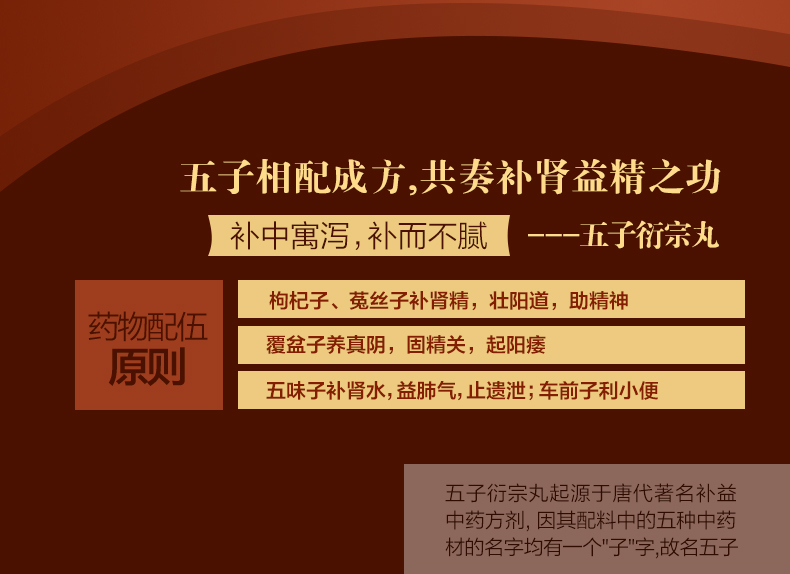 五子相配成方,共奏补肾益精之功
补中寓泻,补而不腻
---五子衍宗丸
药物配伍
原则
枸杞子、菟丝子补肾精，壮阳道，助精神
覆盆子养真阴，固精关，起阳痿
五味子补肾水,益肺气,止遗泄;车前子利小便
五子衍宗丸起源于唐代著名补益
中药方剂, 因其配料中的五种中药
材的名字均有一个"子"字,故名五子